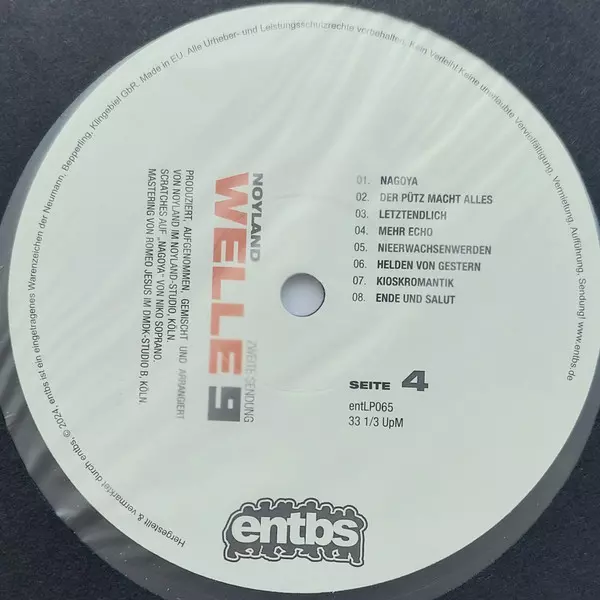 Hergestellt & vermarktet durch entbs, © 2024, entbs ist ein eingetragenes Warenzeichen der Neumann, Bepperling, Klingebiel GbR. Made in EU. Alle Urheber- und Leistungsschutzrechte vorbehalten. Kein Verleih! Keine unerlaubte Vervielfältigung, Vermietung, Aufführung, Sendung! www.entbs.de
NOYLAND
WELLE 9
ZWEITE SENDUNG
PRODUZIERT, AUFGENOMMEN, GEMISCHT UND ARRANGIERT
VON NOYLAND IM NOYLAND-STUDIO, KÖLN.
SCRATCHES AUF „NAGOYA“ VON NIKO SOPRANO.
MASTERING VON ROMEO JESUS IM DMDK-STUDIO B, KÖLN.
01. NAGOYA
02. DER PÜTZ MACHT ALLES
03. LETZTENDLICH
04. MEHR ECHO
05. NIEERWACHSENWERDEN
06. HELDEN VON GESTERN
07. KIOSKROMANTIK
08. ENDE UND SALUT
SEITE 4
entLP065
33 1/3 UpM
entbs